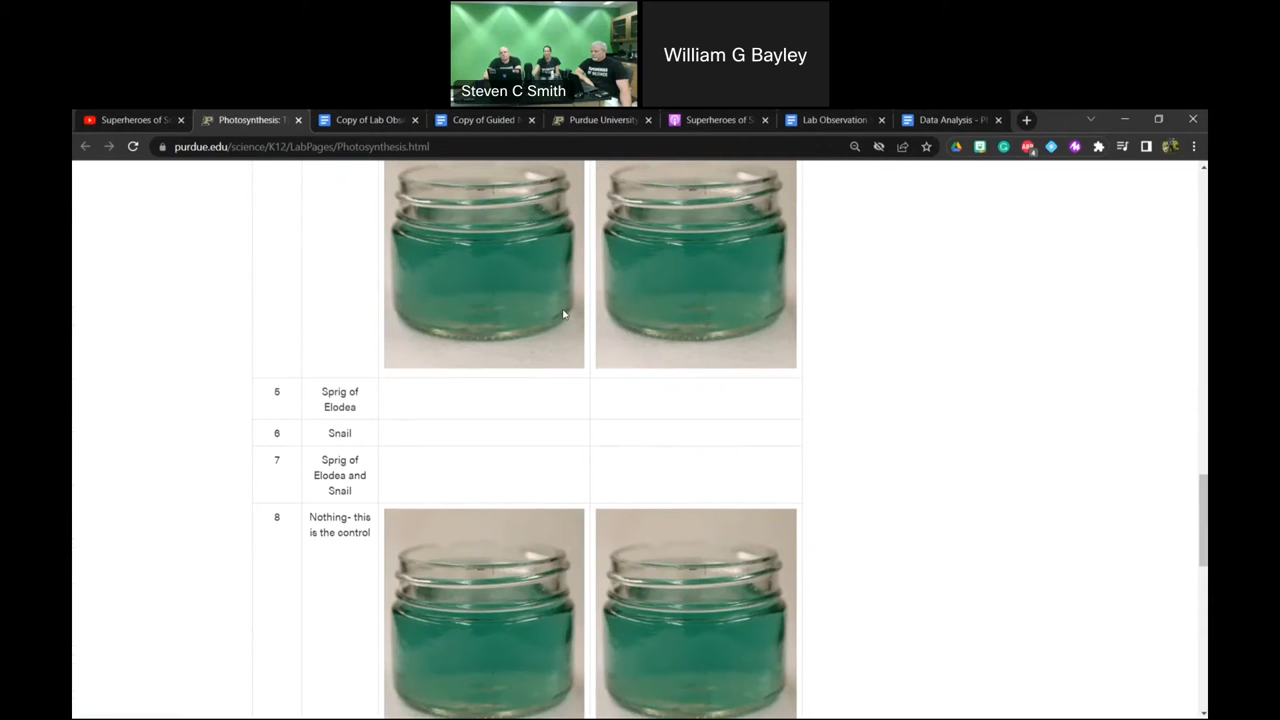 Steven C Smith
William G Bayley
Superheroes of S
Photosynthesis: T
Copy of Lab Obs
Copy of Guided
Purdue University
Superheroes of S
Lab Observation
Data Analysis - P
purdue.edu/science/K12/LabPages/Photosynthesis.html
5
Sprig of
Elodea
6
Snail
7
Sprig of
Elodea and
Snail
8
Nothing- this
is the control